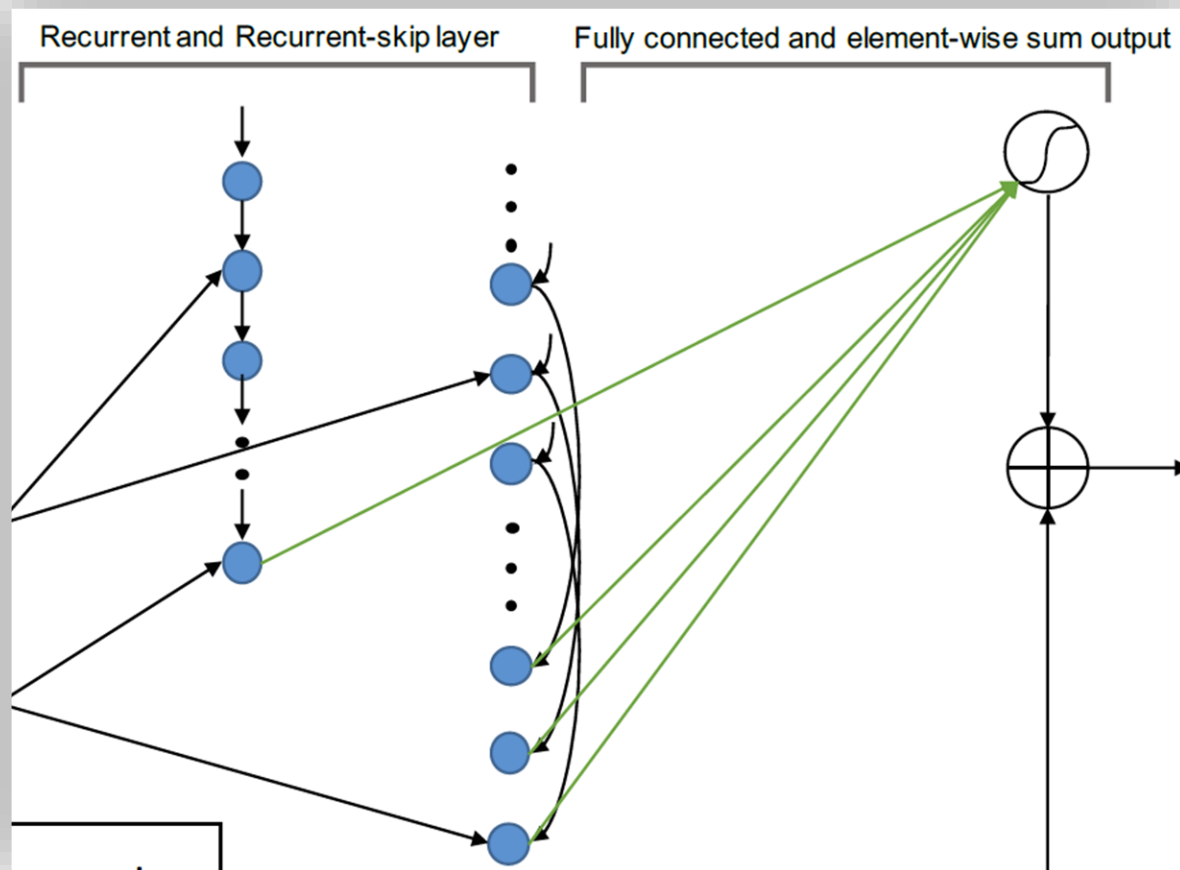 Recurrent and Recurrent-skip layer
Fully connected and element-wise sum output